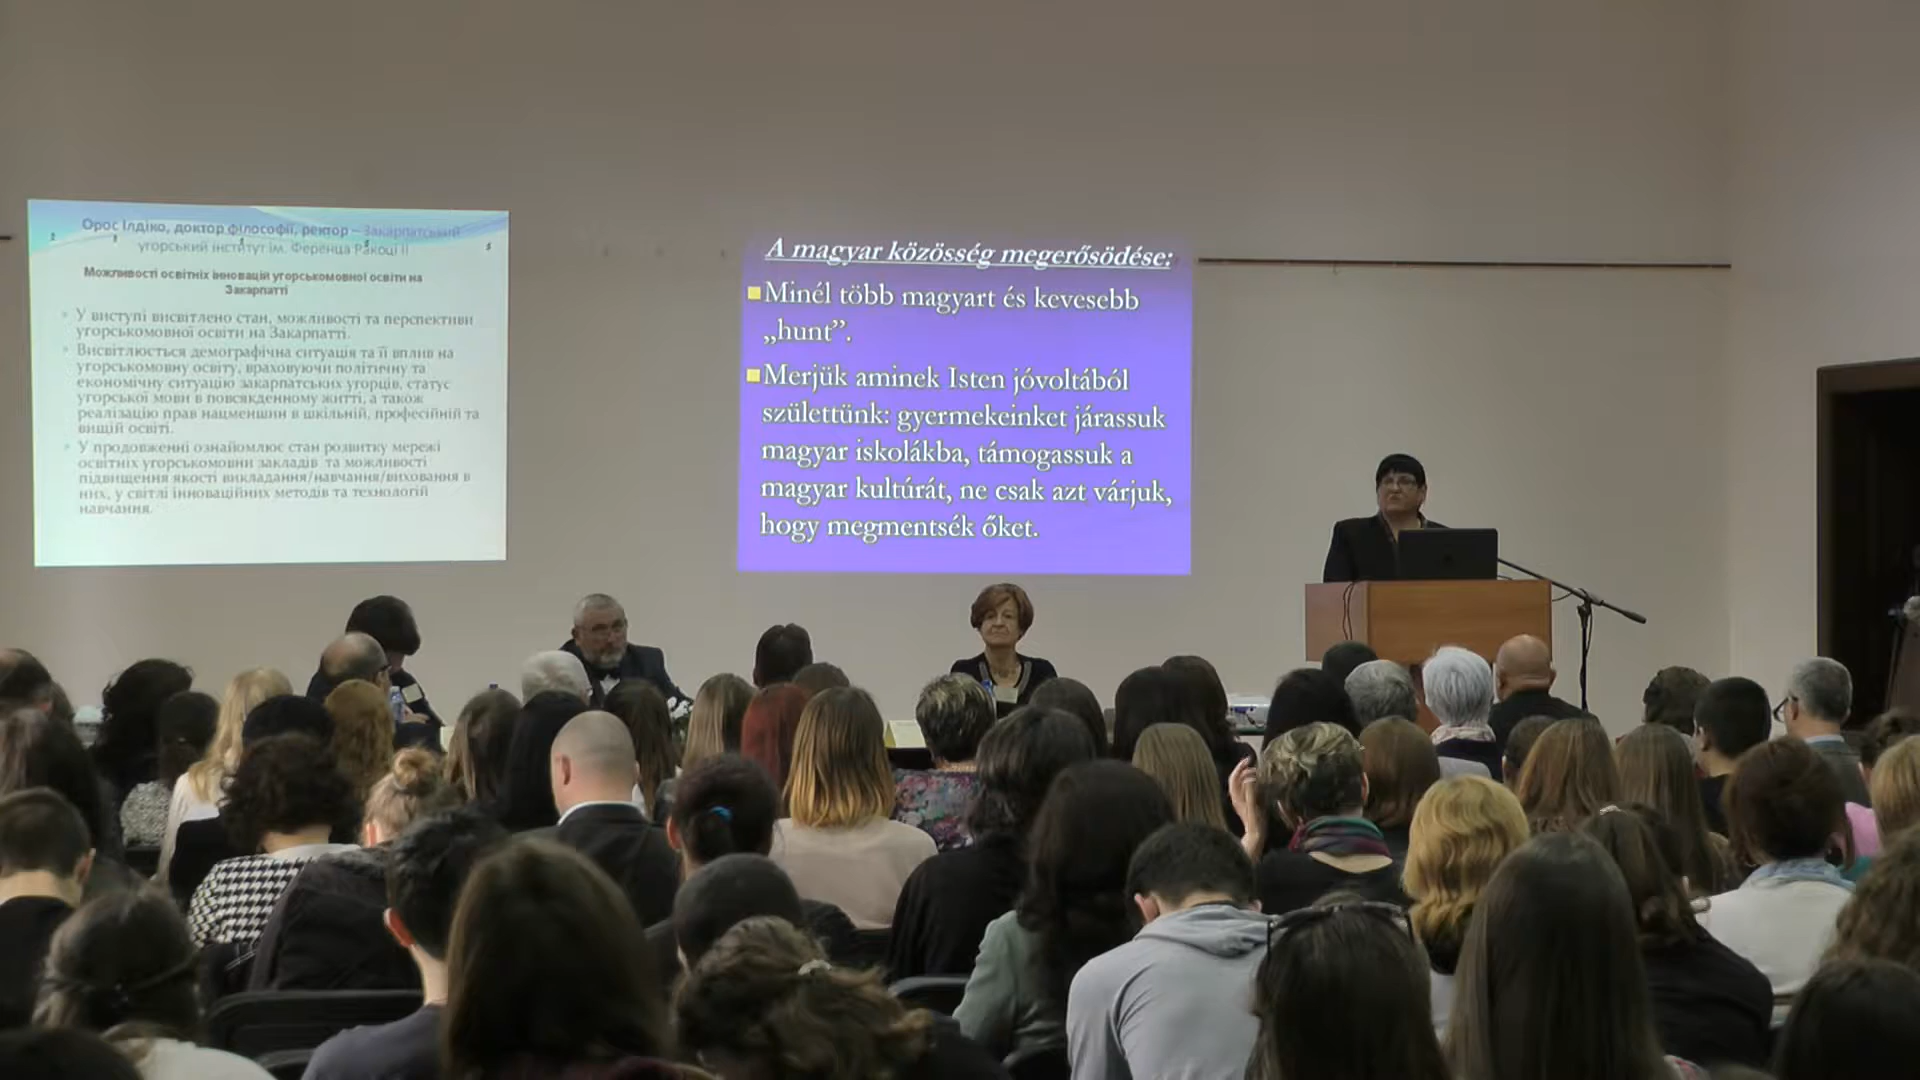 Орос Ілдіко, доктор філософії, ректор – Закарпатський
угорський інститут ім. Ференца Ракоці ІІ
Можливості освітніх інновацій угорськомовної освіти на
Закарпатті
У виступі висвітлено стан, можливості та перспективи
угорськомовної освіти на Закарпатті.
Висвітлюється демографічна ситуація та її вплив на
угорськомовну освіту, враховуючи політичну та
економічну ситуацію закарпатських угорців, статус
угорської мови в повсякденному житті, а також
реалізацію прав нацменшин в шкільній, професійній та
вищій освіті.
У продовженні ознайомлює стан розвитку мережі
освітніх угорськомовни закладів та можливості
підвищення якості викладання/навчання/виховання в
них, у світлі інноваційних методів та технологій
навчання.
A magyar közösség megerősödése:
Minél több magyart és kevesebb
„hunt”.
Merjük aminek Isten jóvoltából
születtünk: gyermekeinket járassuk
magyar iskolákba, támogassuk a
magyar kultúrát, ne csak azt várjuk,
hogy megmentsék őket.